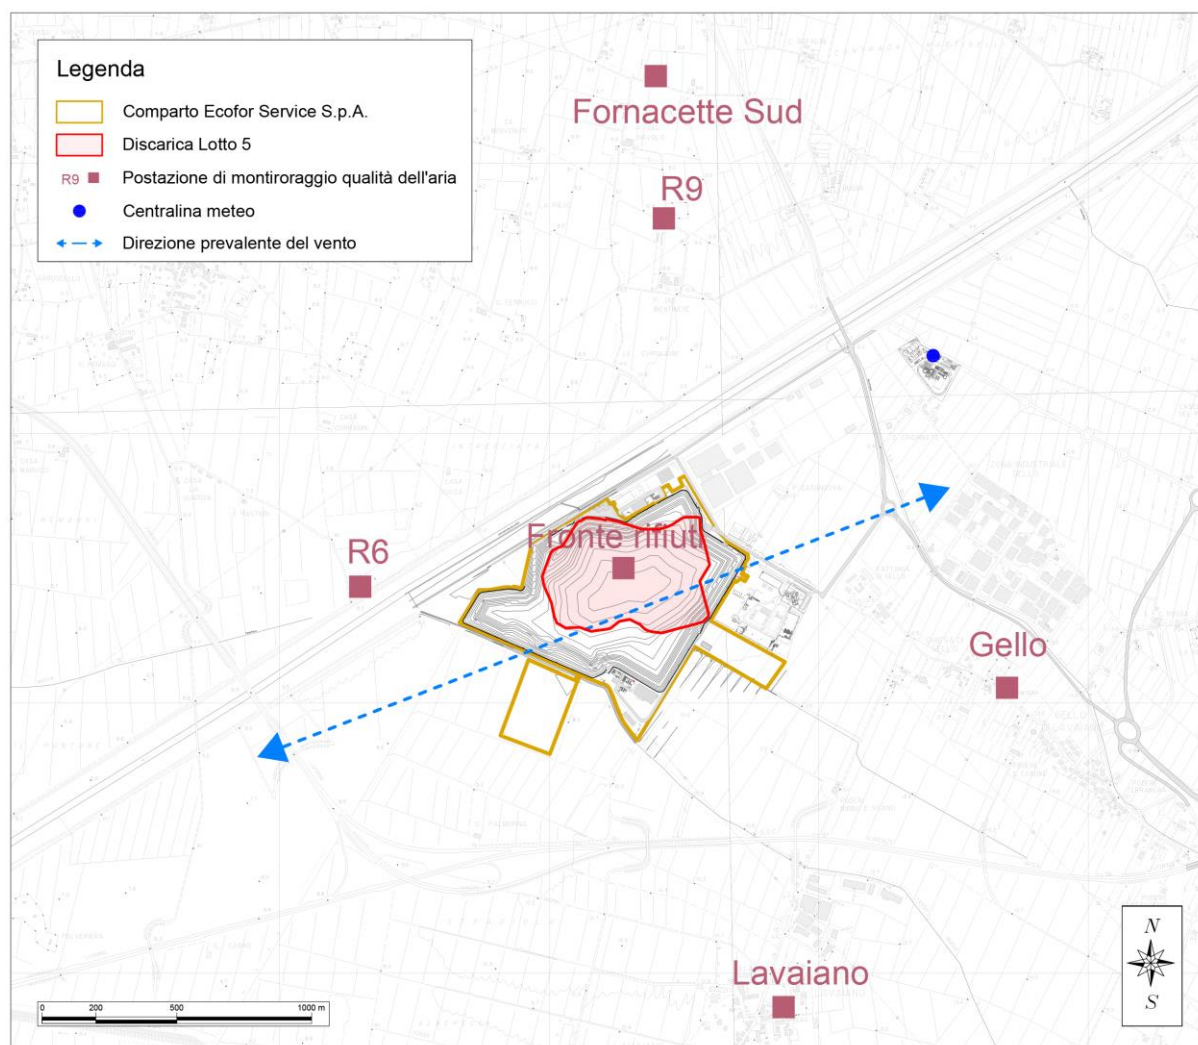 Legenda
Comparto Ecofor Service S.p.A.
Discarica Lotto 5
R9 Postazione di montiroraggio qualità dell'aria
Centralina meteo
Direzione prevalente del vento
Fornacette Sud
R9
Fronte rifiuti
R6
Gello
Lavaiano
N
S
0 200 500 1000 m